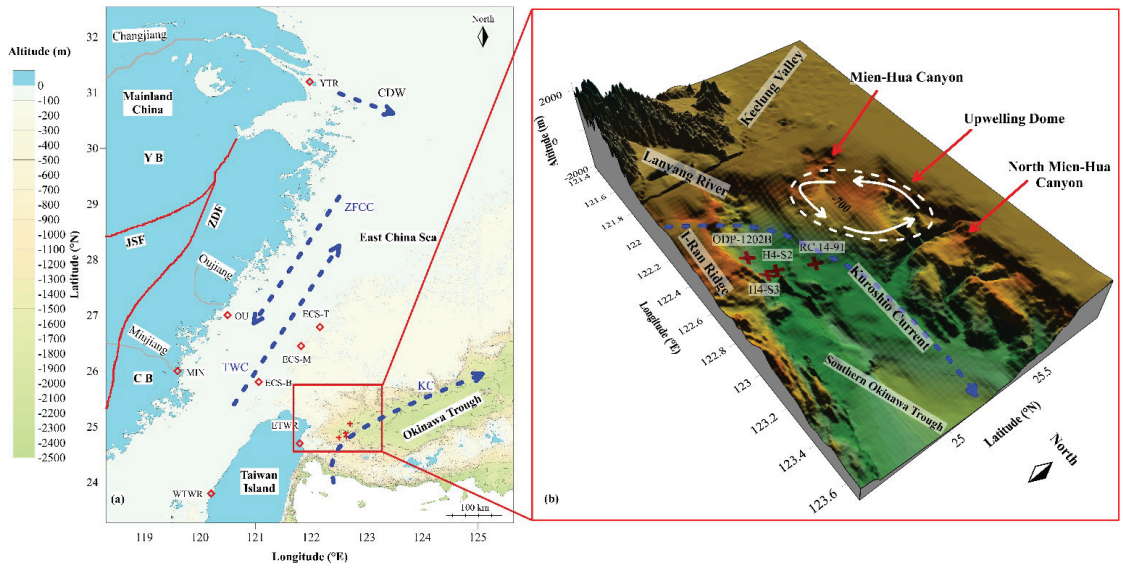 Altitude (m)
0
-100
-200
-300
-400
-500
-600
-700
-800
-900
-1000
-1100
-1200
-1300
-1400
-1500
-1600
-1700
-1800
-1900
-2000
-2100
-2200
-2300
-2400
-2500
Latitude(°N)
32
31
30
29
28
27
26
25
24
Changjiang
North
YTR
CDW
Mainland
China
Y B
ZFCC
East China Sea
JSF
ZDF
Oujiang
OU
ECS-T
Minjiang
MIN
ECS-M
TWC
ECS-B
C B
KC
ETWR
Okinawa Trough
Taiwan
Island
WTWR
(a)
100 km
119
120
121
122
123
124
125
Longitude (°E)
Mien-Hua Canyon
Upwelling Dome
North Mien-Hua
Canyon
Keelung Valley
2000
0
-2000
Altitude (m)
Lanyang River
-700
121.4
121.6
121.8
122
122.2
122.4
122.6
122.8
123
123.2
123.4
123.6
Longitude (°E)
I-Ran Ridge
ODP-1202B
H4-S2
RC 14-91
H4-S3
Kuroshio Current
Sonthern Okinawa Trough
25.5
25
Latitude (°N)
North
(b)